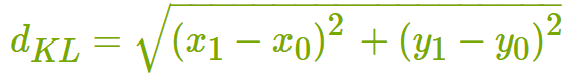 d_{KL} = \sqrt{(x_1 - x_0)^2 + (y_1 - y_0)^2}